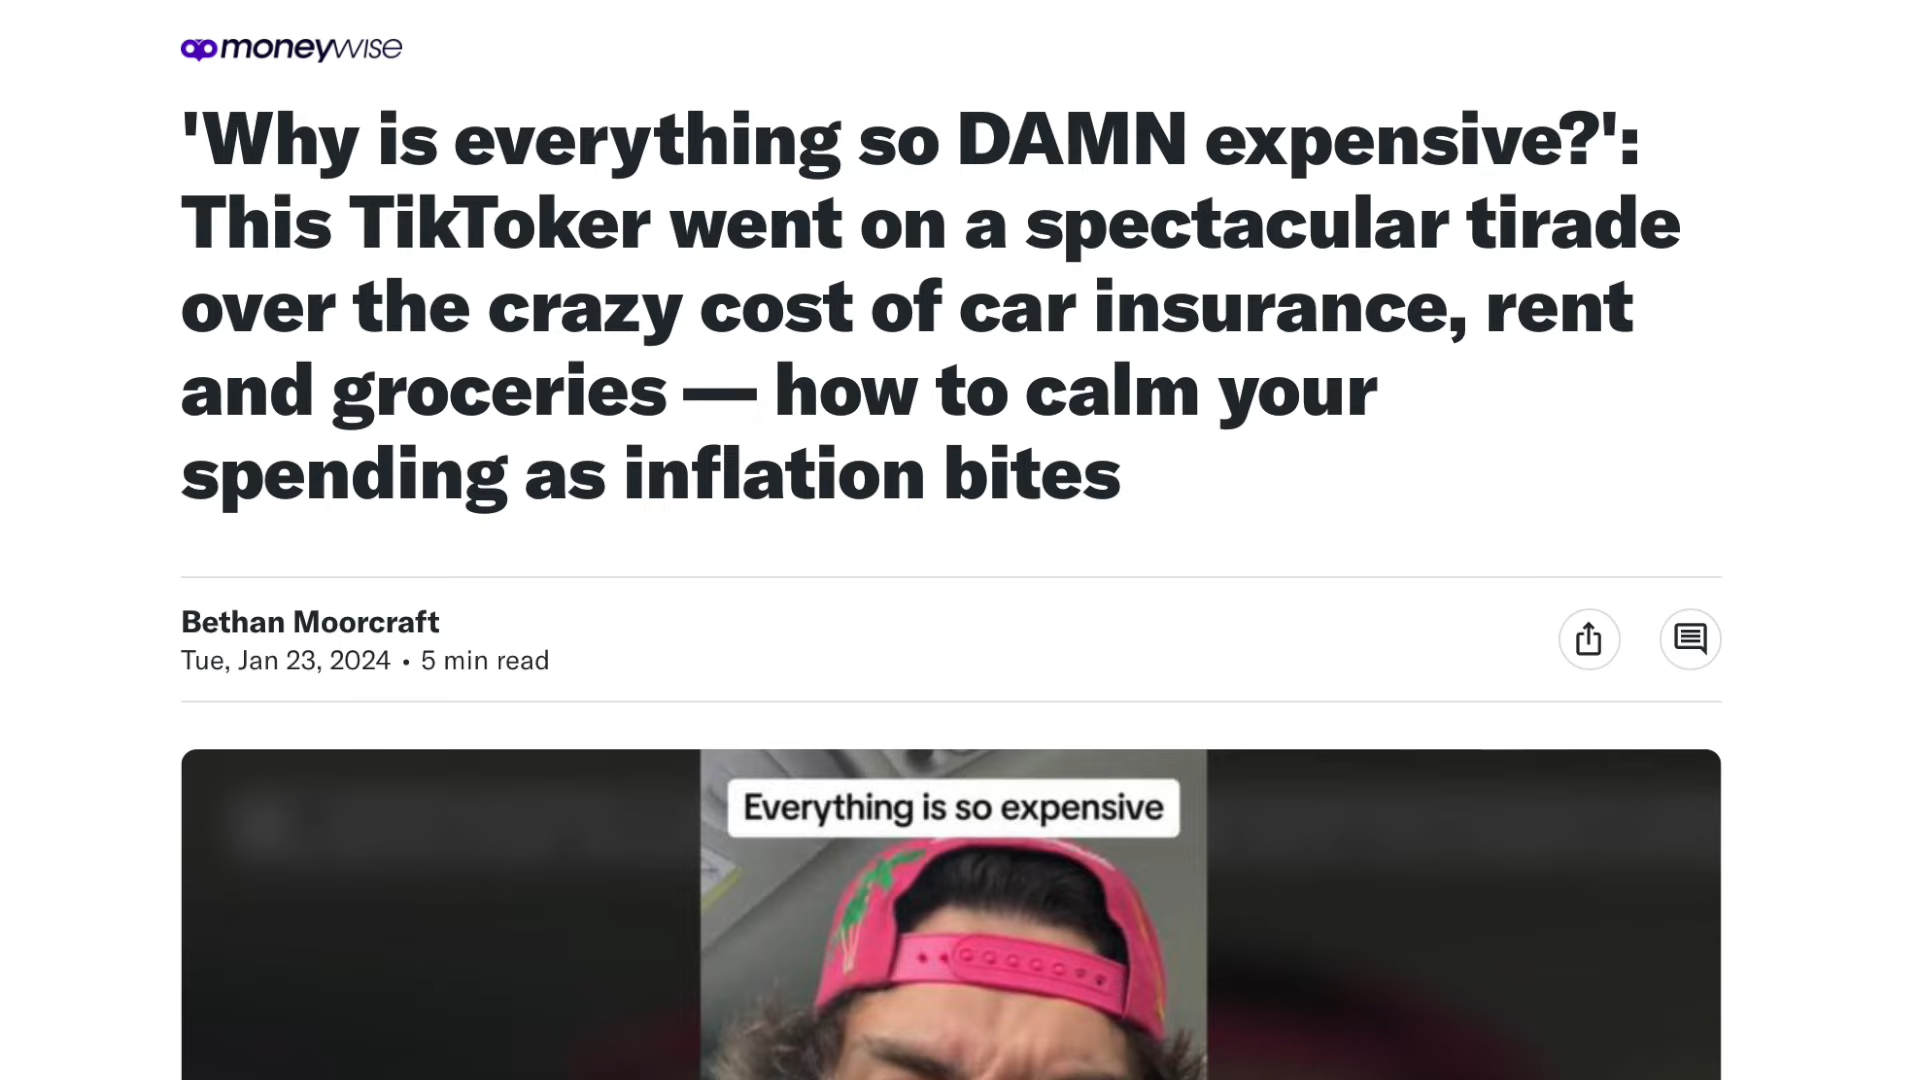 moneywise
'Why is everything so DAMN expensive?':
This TikToker went on a spectacular tirade
over the crazy cost of car insurance, rent
and groceries — how to calm your
spending as inflation bites
Bethan Moorcraft
Tue, Jan 23, 2024 • 5 min read
Everything is so expensive